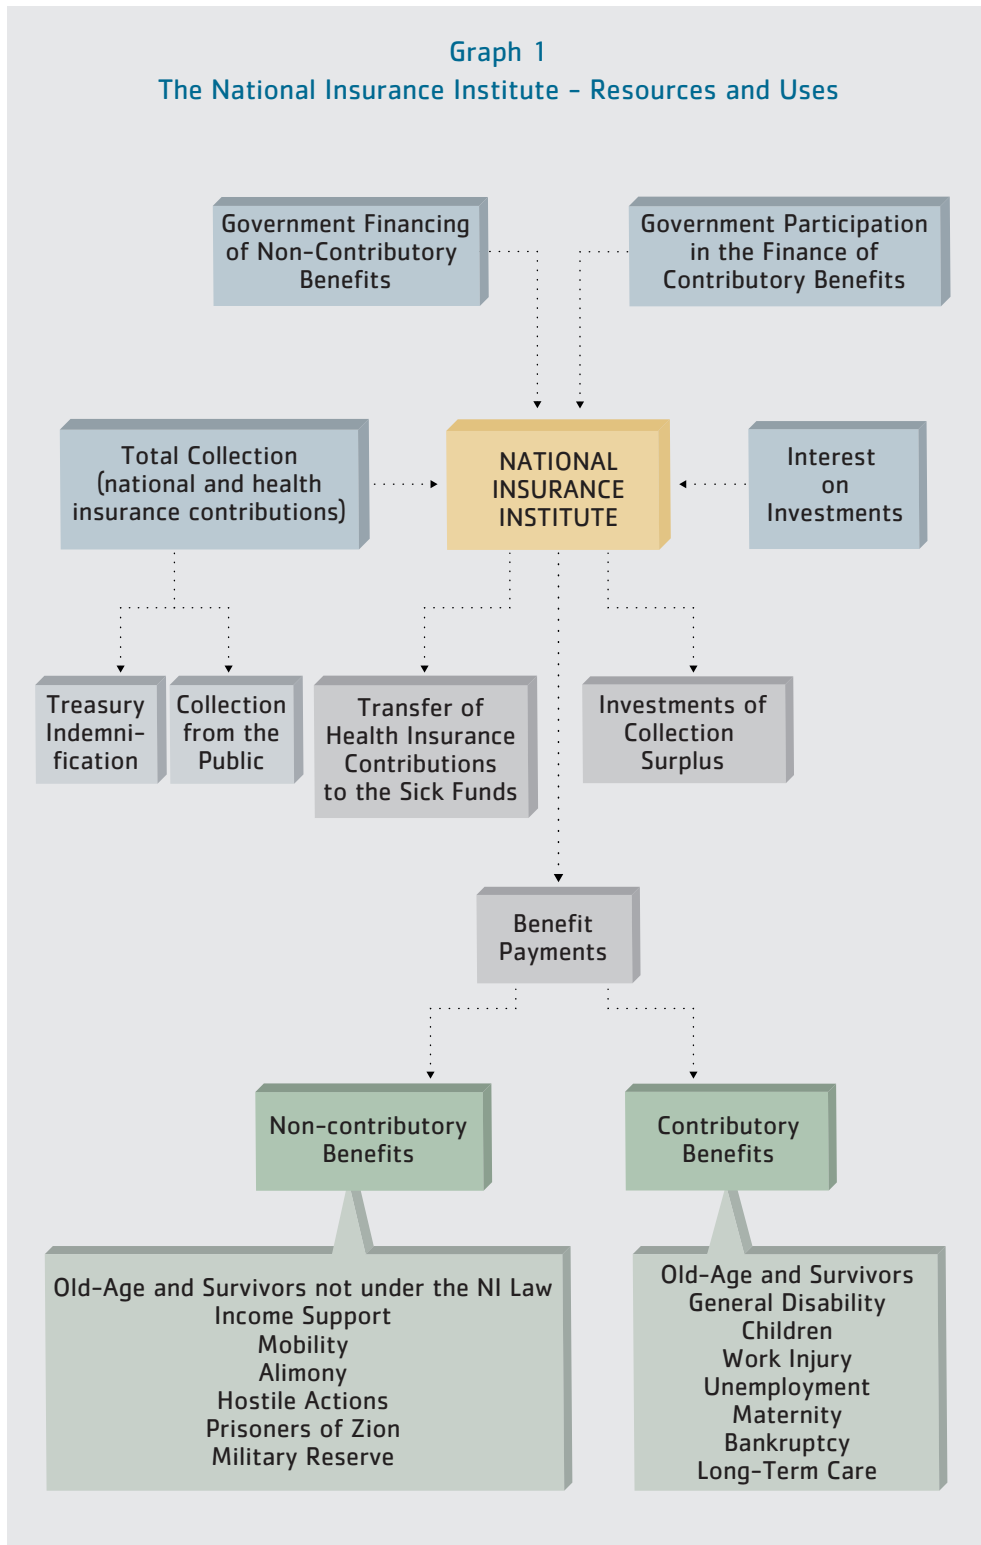 Graph 1
The National Insurance Institute - Resources and Uses
Government Financing
of Non-Contributory
Benefits
Government Participation
in the Finance of
Contributory Benefits
Total Collection
(national and health
insurance contributions)
NATIONAL
INSURANCE
INSTITUTE
Interest
on
Investments
Treasury
Indemni-
fication
Collection
from the
Public
Transfer of
Health Insurance
Contributions
to the Sick Funds
Investments of
Collection
Surplus
Benefit
Payments
Non-contributory
Benefits
Contributory
Benefits
Old-Age and Survivors not under the NI Law
Income Support
Mobility
Alimony
Hostile Actions
Prisoners of Zion
Military Reserve
Old-Age and Survivors
General Disability
Children
Work Injury
Unemployment
Maternity
Bankruptcy
Long-Term Care